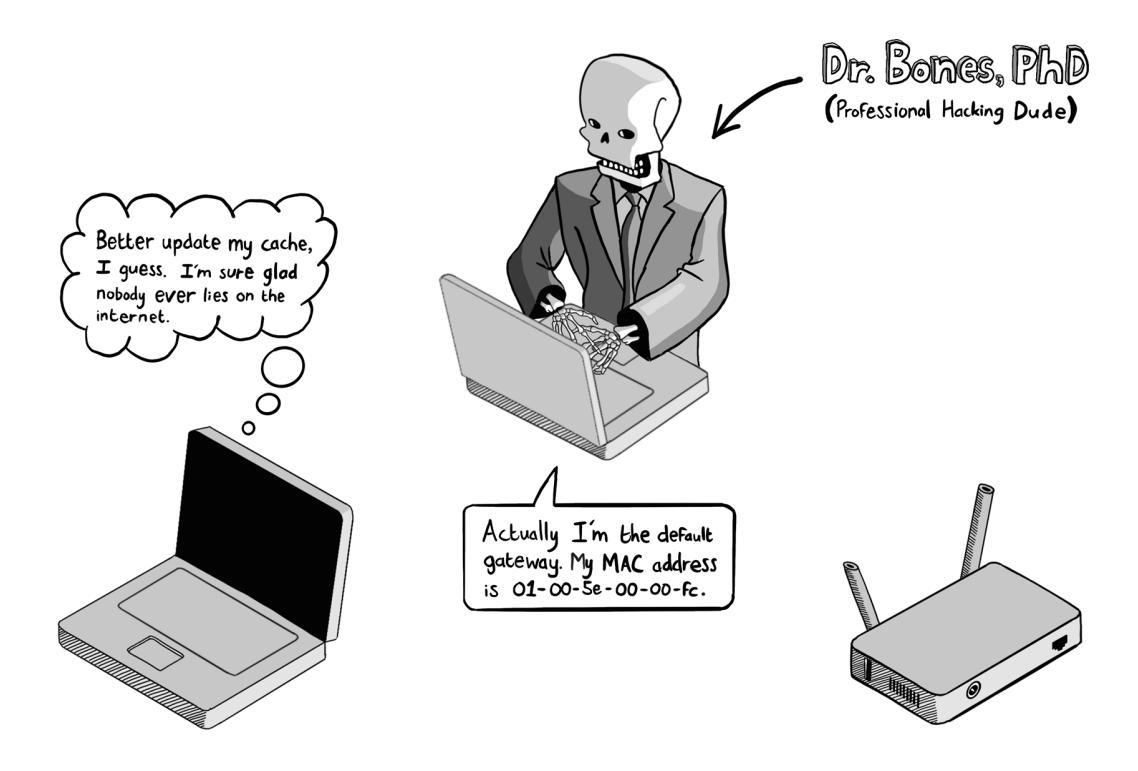 Dr. Bones, PhD
(Professional Hacking Dude)
Better update my cache,
I guess. I'm sure glad
nobody ever lies on the
internet.
Actually I'm the default
gateway. My MAC address
is 01-00-5e-00-00-fc.